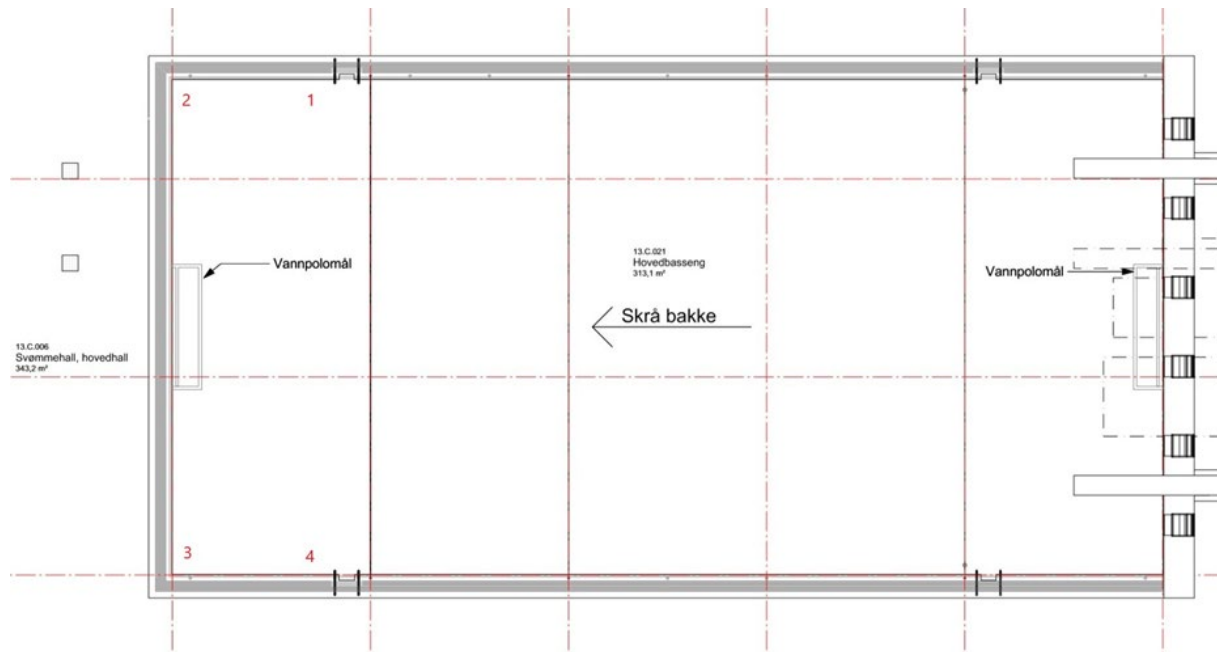 2
1
13.C.021
Hovedbasseng
313,1 m²
Vannpolomål
Vannpolomål
Skrå bakke
13.C.006
Svømmehall, hovedhall
343,2 m²
3
4